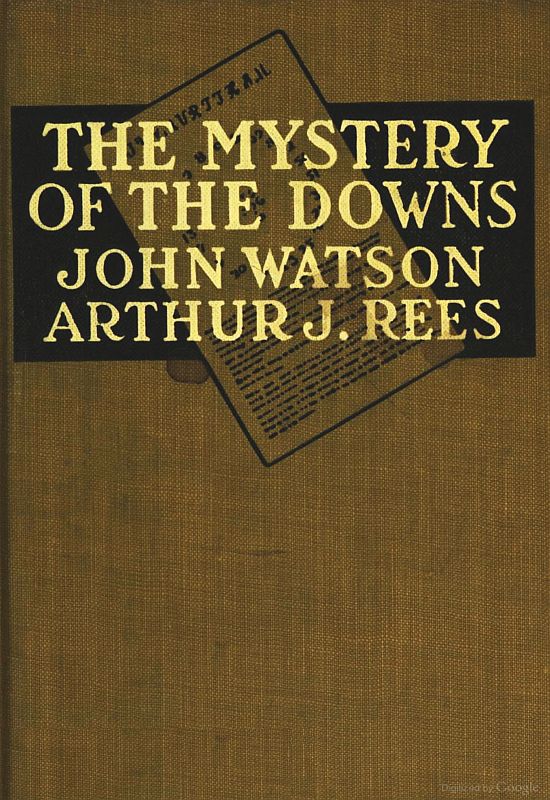 THE MYSTERY
OF THE DOWNS
JOHN WATSON
ARTHUR J. REES
Digitized by Google